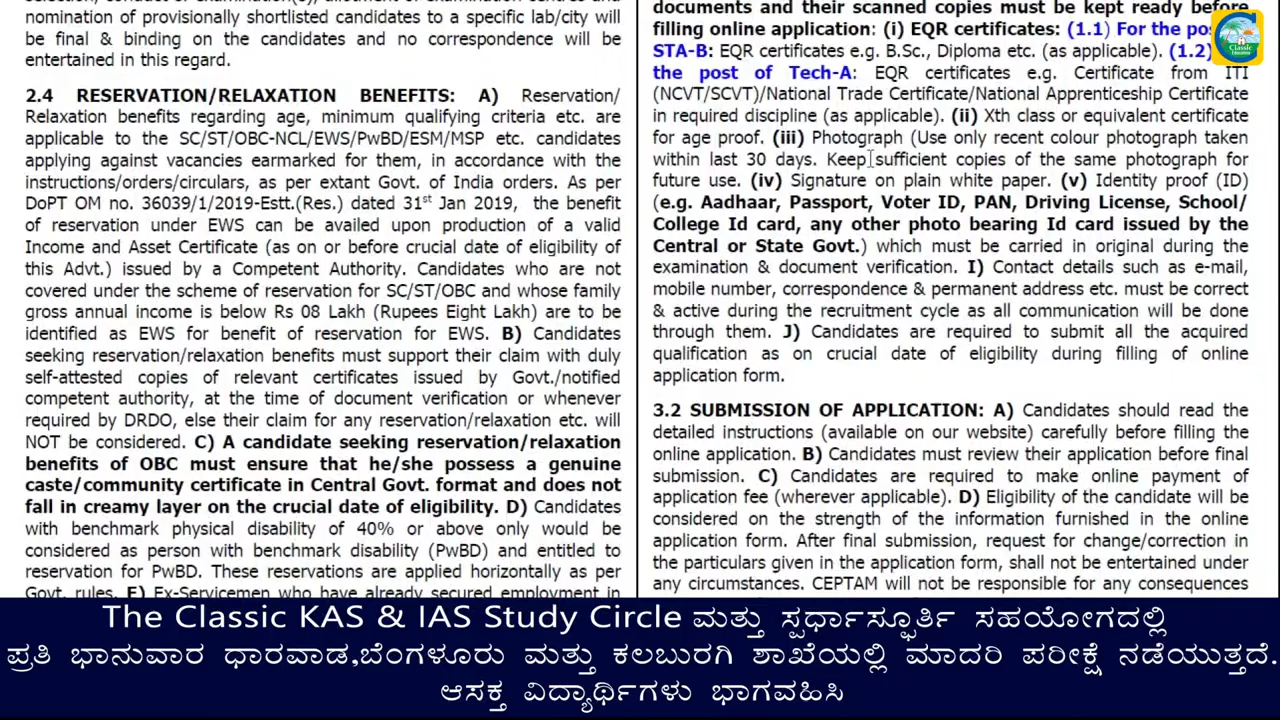 nomination of provisionally shortlisted candidates to a specific lab/city will
be final & binding on the candidates and no correspondence will be
entertained in this regard.
2.4 RESERVATION/RELAXATION BENEFITS: A) Reservation/
Relaxation benefits regarding age, minimum qualifying criteria etc. are
applicable to the SC/ST/OBC-NCL/EWS/PwBD/ESM/MSP etc. candidates
applying against vacancies earmarked for them, in accordance with the
instructions/orders/circulars, as per extant Govt. of India orders. As per
DoPT OM no. 36039/1/2019-Estt.(Res.) dated 31st Jan 2019, the benefit
of reservation under EWS can be availed upon production of a valid
Income and Asset Certificate (as on or before crucial date of eligibility of
this Advt.) issued by a Competent Authority. Candidates who are not
covered under the scheme of reservation for SC/ST/OBC and whose family
gross annual income is below Rs 08 Lakh (Rupees Eight Lakh) are to be
identified as EWS for benefit of reservation for EWS. B) Candidates
seeking reservation/relaxation benefits must support their claim with duly
self-attested copies of relevant certificates issued by Govt./notified
competent authority, at the time of document verification or whenever
required by DRDO, else their claim for any reservation/relaxation etc. will
NOT be considered. C) A candidate seeking reservation/relaxation
benefits of OBC must ensure that he/she possess a genuine
caste/community certificate in Central Govt. format and does not
fall in creamy layer on the crucial date of eligibility. D) Candidates
with benchmark physical disability of 40% or above only would be
considered as person with benchmark disability (PwBD) and entitled to
reservation for PwBD. These reservations are applied horizontally as per
Govt. rules. E) Ex-Servicemen who have already secured employment in
documents and their scanned copies must be kept ready before
filling online application: (i) EQR certificates: (1.1) For the
STA-B: EQR certificates e.g. B.Sc., Diploma etc. (as applicable). (1.2)
the post of Tech-A: EQR certificates e.g. Certificate from ITI
(NCVT/SCVT)/National Trade Certificate/National Apprenticeship Certificate
in required discipline (as applicable). (ii) Xth class or equivalent certificate
for age proof. (iii) Photograph (Use only recent colour photograph taken
within last 30 days. Keep sufficient copies of the same photograph for
future use. (iv) Signature on plain white paper. (v) Identity proof (ID)
(e.g. Aadhaar, Passport, Voter ID, PAN, Driving License, School/
College Id card, any other photo bearing Id card issued by the
Central or State Govt.) which must be carried in original during the
examination & document verification. I) Contact details such as e-mail,
mobile number, correspondence & permanent address etc. must be correct
& active during the recruitment cycle as all communication will be done
through them. J) Candidates are required to submit all the acquired
qualification as on crucial date of eligibility during filling of online
application form.
3.2 SUBMISSION OF APPLICATION: A) Candidates should read the
detailed instructions (available on our website) carefully before filling the
online application. B) Candidates must review their application before final
submission. C) Candidates are required to make online payment of
application fee (wherever applicable). D) Eligibility of the candidate will be
considered on the strength of the information furnished in the online
application form. After final submission, request for change/correction in
the particulars given in the application form, shall not be entertained under
any circumstances. CEPTAM will not be responsible for any consequences
Classic
Education
The Classic KAS & IAS Study Circle ಮತ್ತು ಸ್ಪರ್ಧಾಸ್ಫೂರ್ತಿ ಸಹಯೋಗದಲ್ಲಿ
ಪ್ರತಿ ಭಾನುವಾರ ಧಾರವಾಡ,ಬೆಂಗಳೂರು ಮತ್ತು ಕಲಬುರಗಿ ಶಾಖೆಯಲ್ಲಿ ಮಾದರಿ ಪರೀಕ್ಷೆ ನಡೆಯುತ್ತದೆ.
ಆಸಕ್ತ ವಿದ್ಯಾರ್ಥಿಗಳು ಭಾಗವಹಿಸಿ